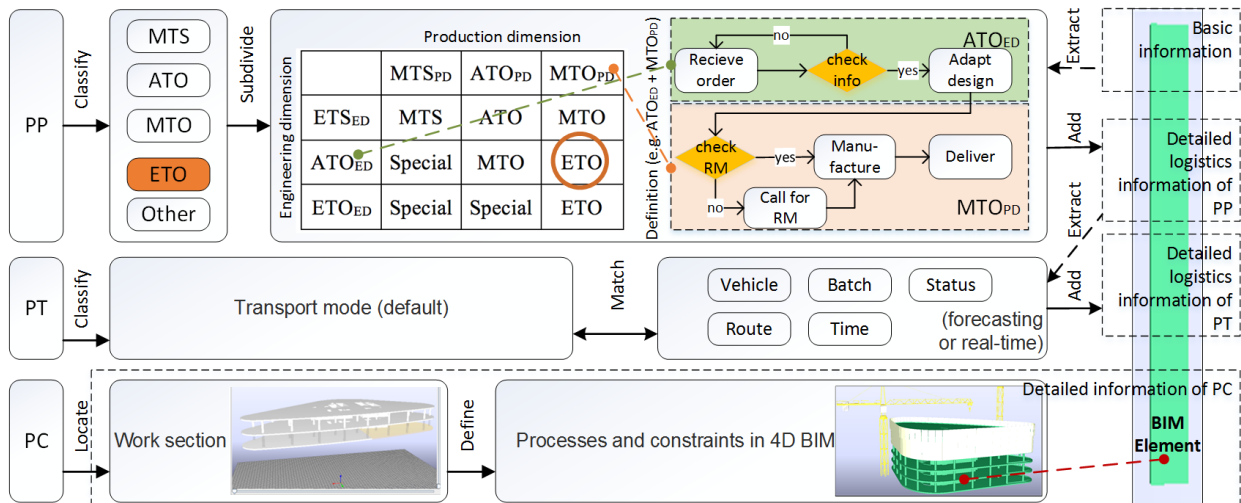 PP
Classify
MTS
ATO
MTO
ETO
Other
Subdivide
Production dimension
Engineering dimension
MTSPD ATOPD MTOPD
ETSED MTS ATO MTO
ATOED Special MTO ETO
ETOED Special Special ETO
Definition (e.g. ATOED + MTOPD)
ATOED
no
Recieve
order
check
info
yes
Adapt
design
check
RM
yes
Manu-
facture
Deliver
no
Call for
RM
MTOPD
Extract
Basic
information
Add
Detailed
logistics
information of
PP
Extract
PT
Classify
Transport mode (default)
Match
Vehicle
Batch
Status
Route
Time
(forecasting
or real-time)
Add
Detailed
logistics
information of
PT
PC
Locate
Work section
Define
Processes and constraints in 4D BIM
Detailed information of PC
BIM
Element